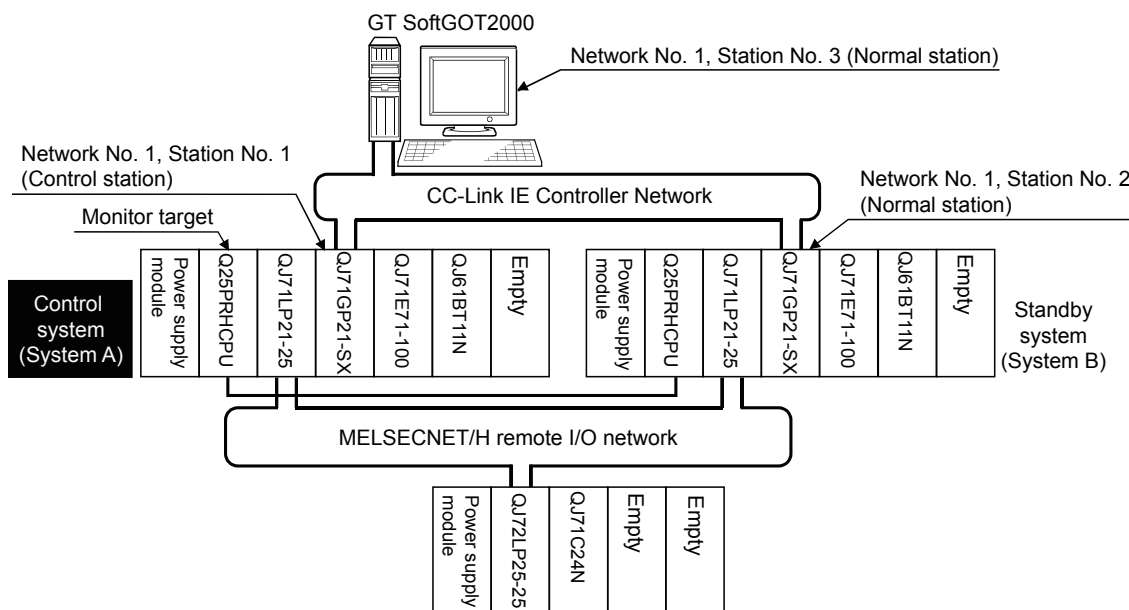 GT SoftGOT2000
Network No. 1, Station No. 3 (Normal station)
Network No. 1, Station No. 1
(Control station)
CC-Link IE Controller Network
Network No. 1, Station No. 2
(Normal station)
Monitor target
Control
system
(System A)
Power supply
module
Q25PRHCPU
QJ71LP21-25
QJ71GP21-SX
QJ71E71-100
QJ61BT11N
Empty
Power supply
module
Q25PRHCPU
QJ71LP21-25
QJ71GP21-SX
QJ71E71-100
QJ61BT11N
Empty
Standby
system
(System B)
MELSECNET/H remote I/O network
Power supply
module
QJ72LP25-25
QJ71C24N
Empty
Empty